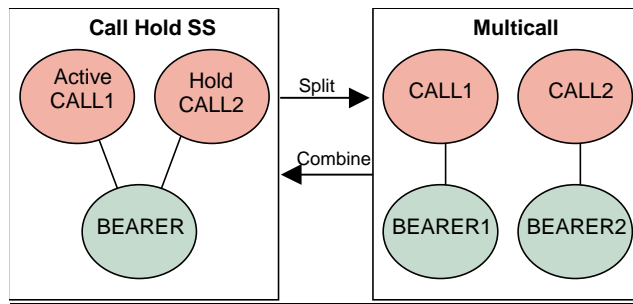 Call Hold SS
Active
CALL1
Hold
CALL2
BEARER
Split
Combine
Multicall
CALL1
CALL2
BEARER1
BEARER2